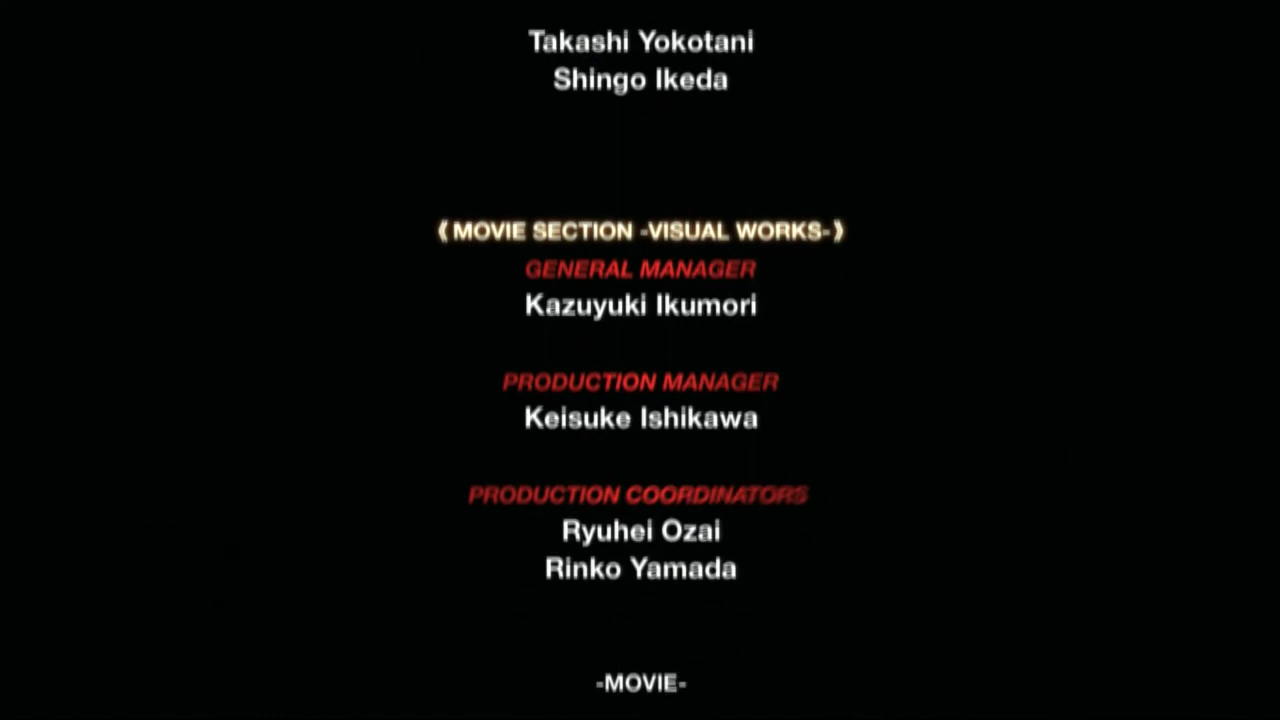 Takashi Yokotani
Shingo Ikeda
《MOVIE SECTION -VISUAL WORKS-》
GENERAL MANAGER
Kazuyuki Ikumori
PRODUCTION MANAGER
Keisuke Ishikawa
PRODUCTION COORDINATORS
Ryuhei Ozai
Rinko Yamada
-MOVIE-